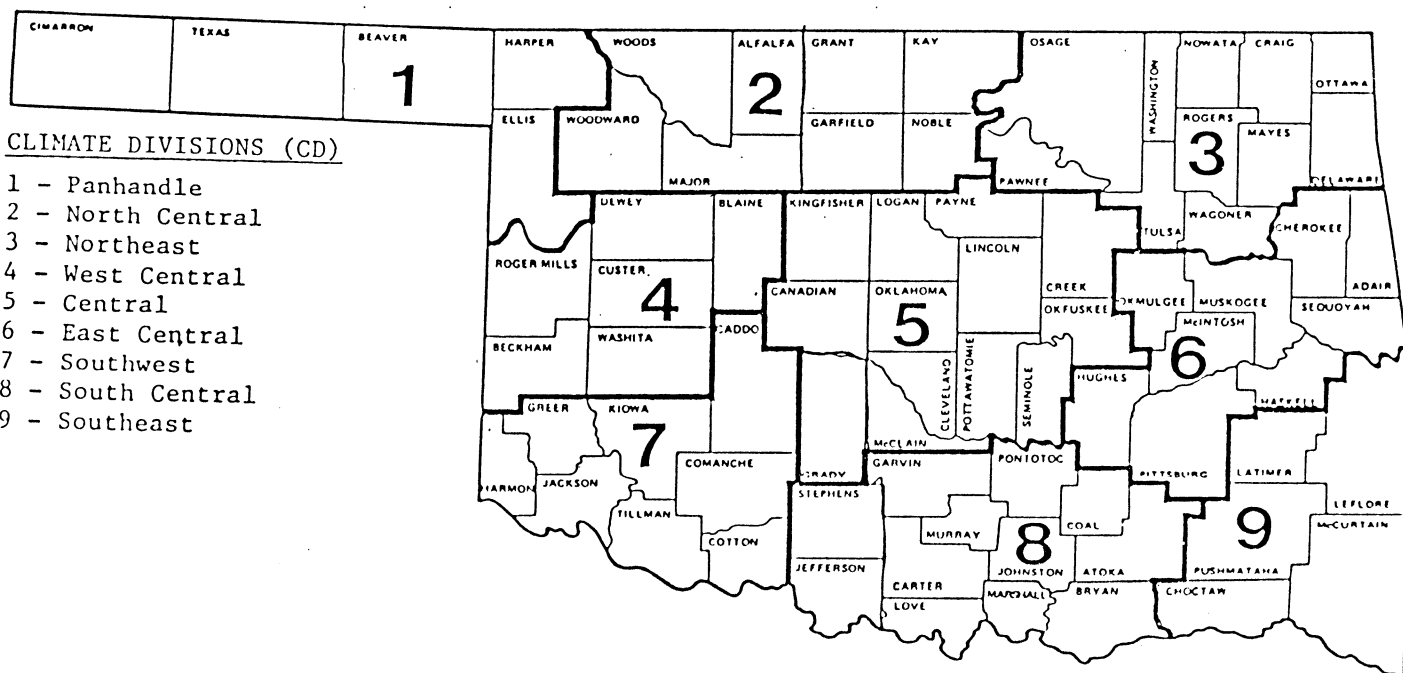 CIMARRON
TEXAS
BEAVER
HARPER
WOODS
ALFALFA
GRANT
KAY
OSAGE
WASHINGTON
NOWATA
CRAIG
OTTAWA
1
2
3
ELLIS
WOODWARD
GARFIELD
NOBLE
ROGERS
MAYES
MAJOR
PAWNEE
DELAWARE
CLIMATE DIVISIONS (CD)
1 - Panhandle
2 - North Central
3 - Northeast
4 - West Central
5 - Central
6 - East Central
7 - Southwest
8 - South Central
9 - Southeast
DEWEY
BLAINE
KINGFISHER
LOGAN
PAYNE
LINCOLN
TULSA
WAGONER
CHEROKEE
ROGER MILLS
CUSTER
4
CANADIAN
OKLAHOMA
5
CREEK
OKMULGEE
MUSKOGEE
ADAIR
SEQUOYAH
OKFUSKEE
McINTOSH
6
BECKHAM
WASHITA
CADDO
CLEVELAND
POTTAWATOMIE
SEMINOLE
HUGHES
HASKELL
GREER
KIOWA
7
McCLAIN
COMANCHE
GRADY
GARVIN
PONTOTOC
PITTSBURG
LATIMER
HARMON
JACKSON
STEPHENS
LEFLORE
TILLMAN
COTTON
MURRAY
8
COAL
9
McCURTAIN
JEFFERSON
JOHNSTON
ATOKA
PUSHMATAHA
CARTER
MARSHALL
BRYAN
CHOCTAW
LOVE